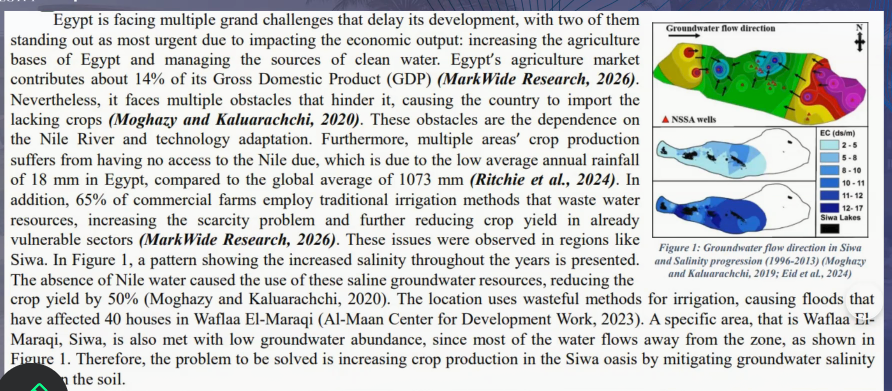 Egypt is facing multiple grand challenges that delay its development, with two of them
standing out as most urgent due to impacting the economic output: increasing the agriculture
bases of Egypt and managing the sources of clean water. Egypt's agriculture market
contributes about 14% of its Gross Domestic Product (GDP) (MarkWide Research, 2026).
Nevertheless, it faces multiple obstacles that hinder it, causing the country to import the
lacking crops (Moghazy and Kaluarachchi, 2020). These obstacles are the dependence on
the Nile River and technology adaptation. Furthermore, multiple areas' crop production
suffers from having no access to the Nile due, which is due to the low average annual rainfall
of 18 mm in Egypt, compared to the global average of 1073 mm (Ritchie et al., 2024). In
addition, 65% of commercial farms employ traditional irrigation methods that waste water
resources, increasing the scarcity problem and further reducing crop yield in already
vulnerable sectors (MarkWide Research, 2026). These issues were observed in regions like
Siwa. In Figure 1, a pattern showing the increased salinity throughout the years is presented.
The absence of Nile water caused the use of these saline groundwater resources, reducing the
crop yield by 50% (Moghazy and Kaluarachchi, 2020). The location uses wasteful methods for irrigation, causing floods that
have affected 40 houses in Waflaa El-Maraqi (Al-Maan Center for Development Work, 2023). A specific area, that is Waflaa El-
Maraqi, Siwa, is also met with low groundwater abundance, since most of the water flows away from the zone, as shown in
Figure 1. Therefore, the problem to be solved is increasing crop production in the Siwa oasis by mitigating groundwater salinity
the soil.
Groundwater flow direction
N
NSSA wells
EC (ds/m)
2 - 5
5 - 8
8 - 10
10 - 11
11 - 12
12 - 17
Siwa Lakes
Figure 1: Groundwater flow direction in Siwa
and Salinity progression (1996-2013) (Moghazy
and Kaluarachchi, 2019; Eid et al., 2024)